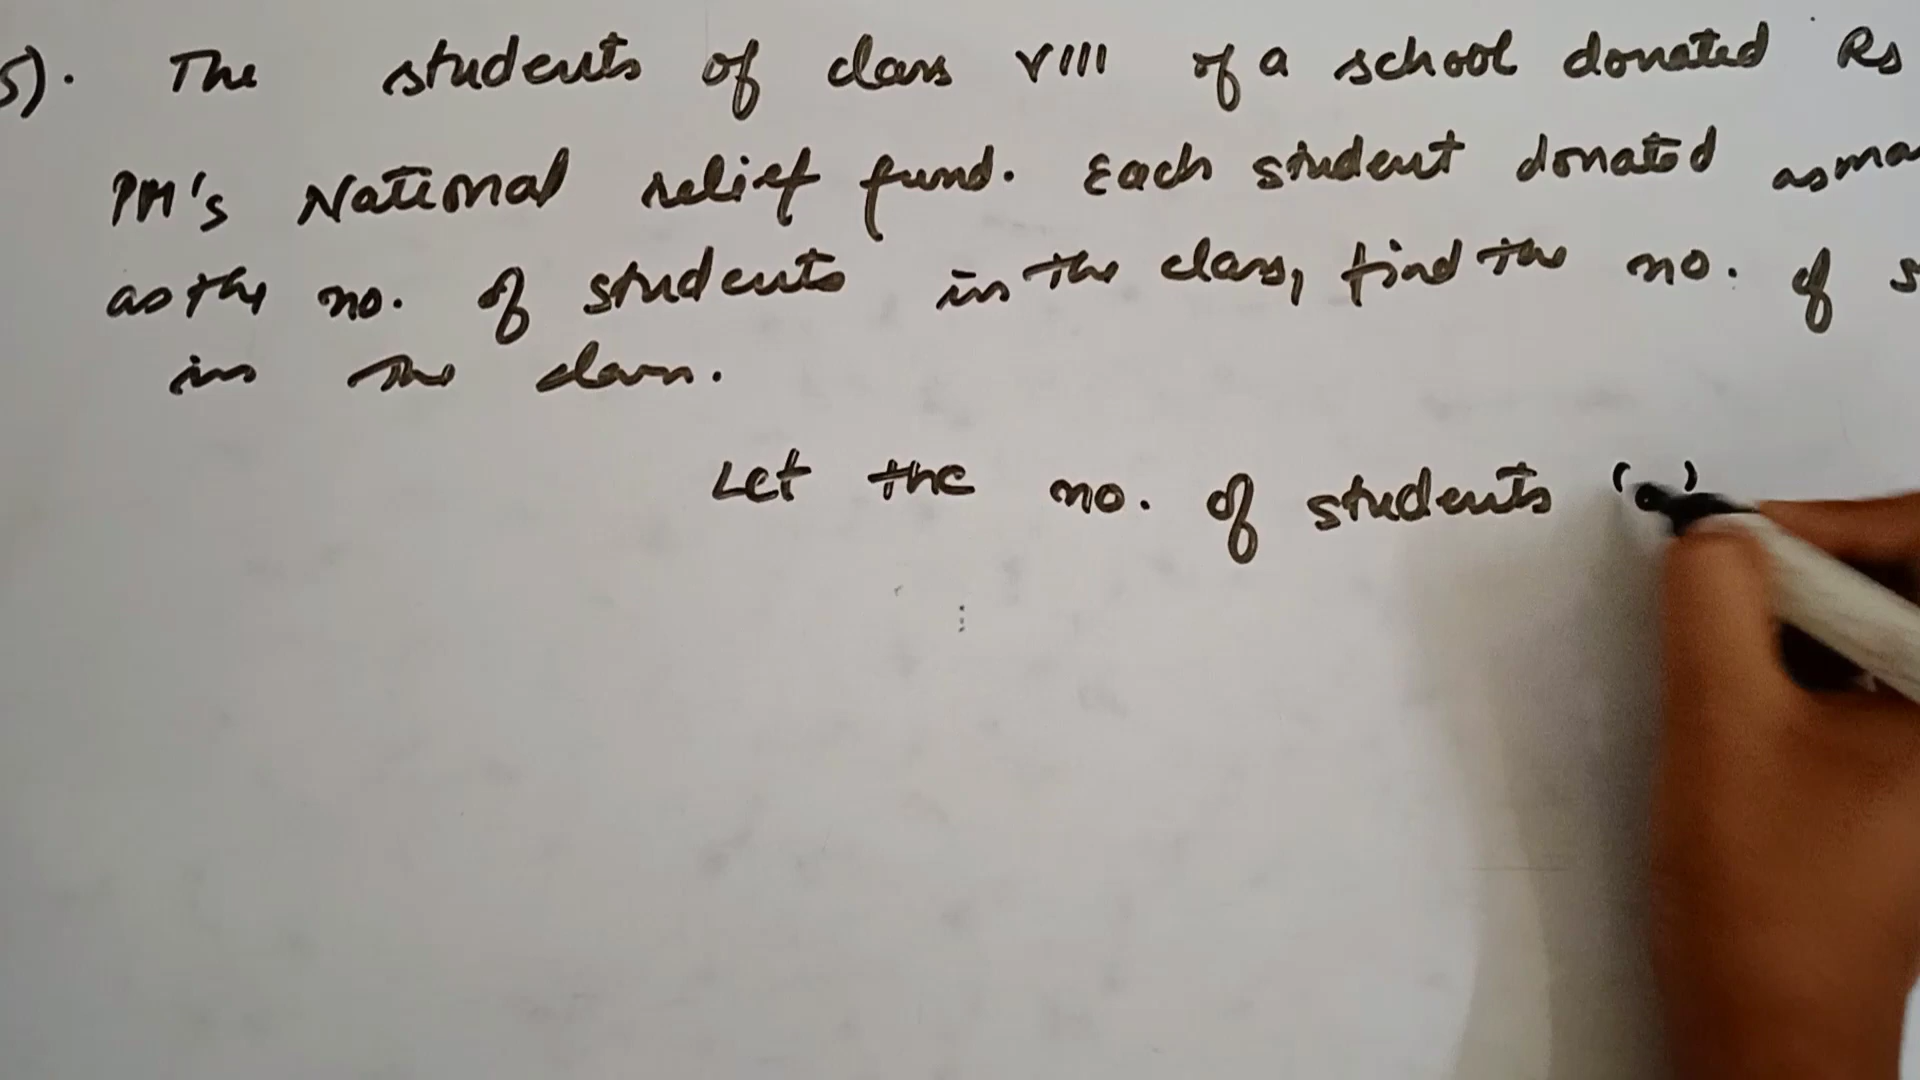 5). The students of class VIII of a school donated Rs
PM's National relief fund. Each student donated as ma
as the no. of students in the class, find the no. of s
in the class.
Let the no. of students ( )